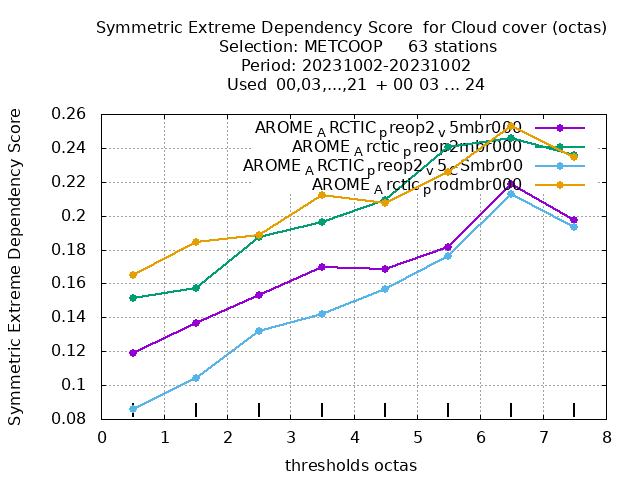 Symmetric Extreme Dependency Score  for Cloud cover (octas)
Selection: METCOOP     63 stations
Period: 20231002-20231002
Used  00,03,...,21  + 00 03 ... 24
Symmetric Extreme Dependency Score
0.26
0.24
0.22
0.2
0.18
0.16
0.14
0.12
0.1
0.08
AROME_ARCTIC_preop2_v5mbr000
AROME_Arctic_preop2mbr000
AROME_ARCTIC_preop2_v5_cSmbr00
AROME_Arctic_prodmbr000
0 1 2 3 4 5 6 7 8
thresholds octas